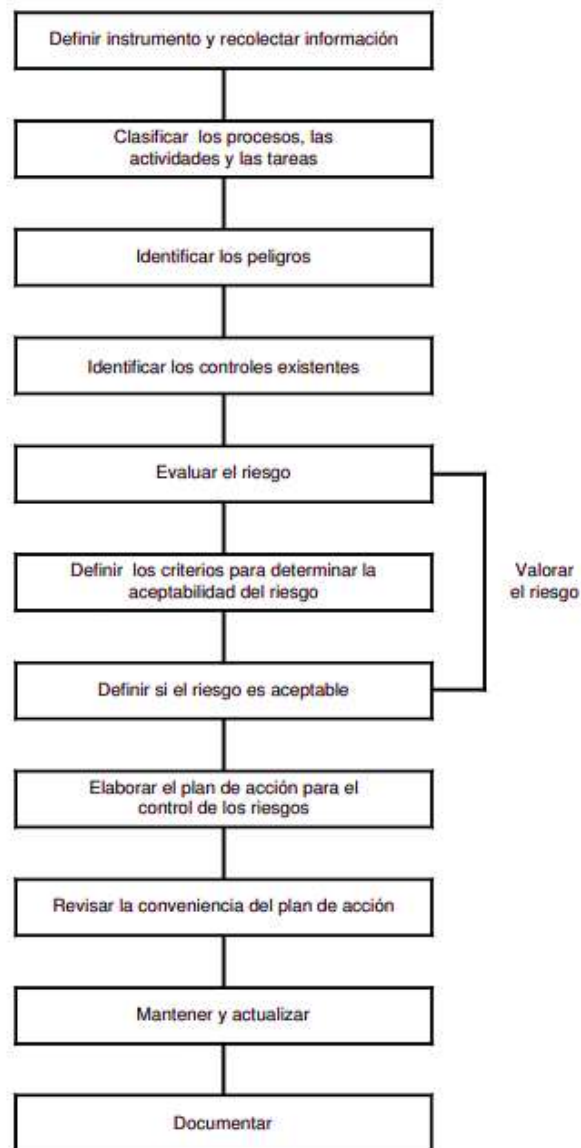 Definir instrumento y recolectar información
Clasificar los procesos, las
actividades y las tareas
Identificar los peligros
Identificar los controles existentes
Evaluar el riesgo
Definir los criterios para determinar la
aceptabilidad del riesgo
Valorar
el riesgo
Definir si el riesgo es aceptable
Elaborar el plan de acción para el
control de los riesgos
Revisar la conveniencia del plan de acción
Mantener y actualizar
Documentar